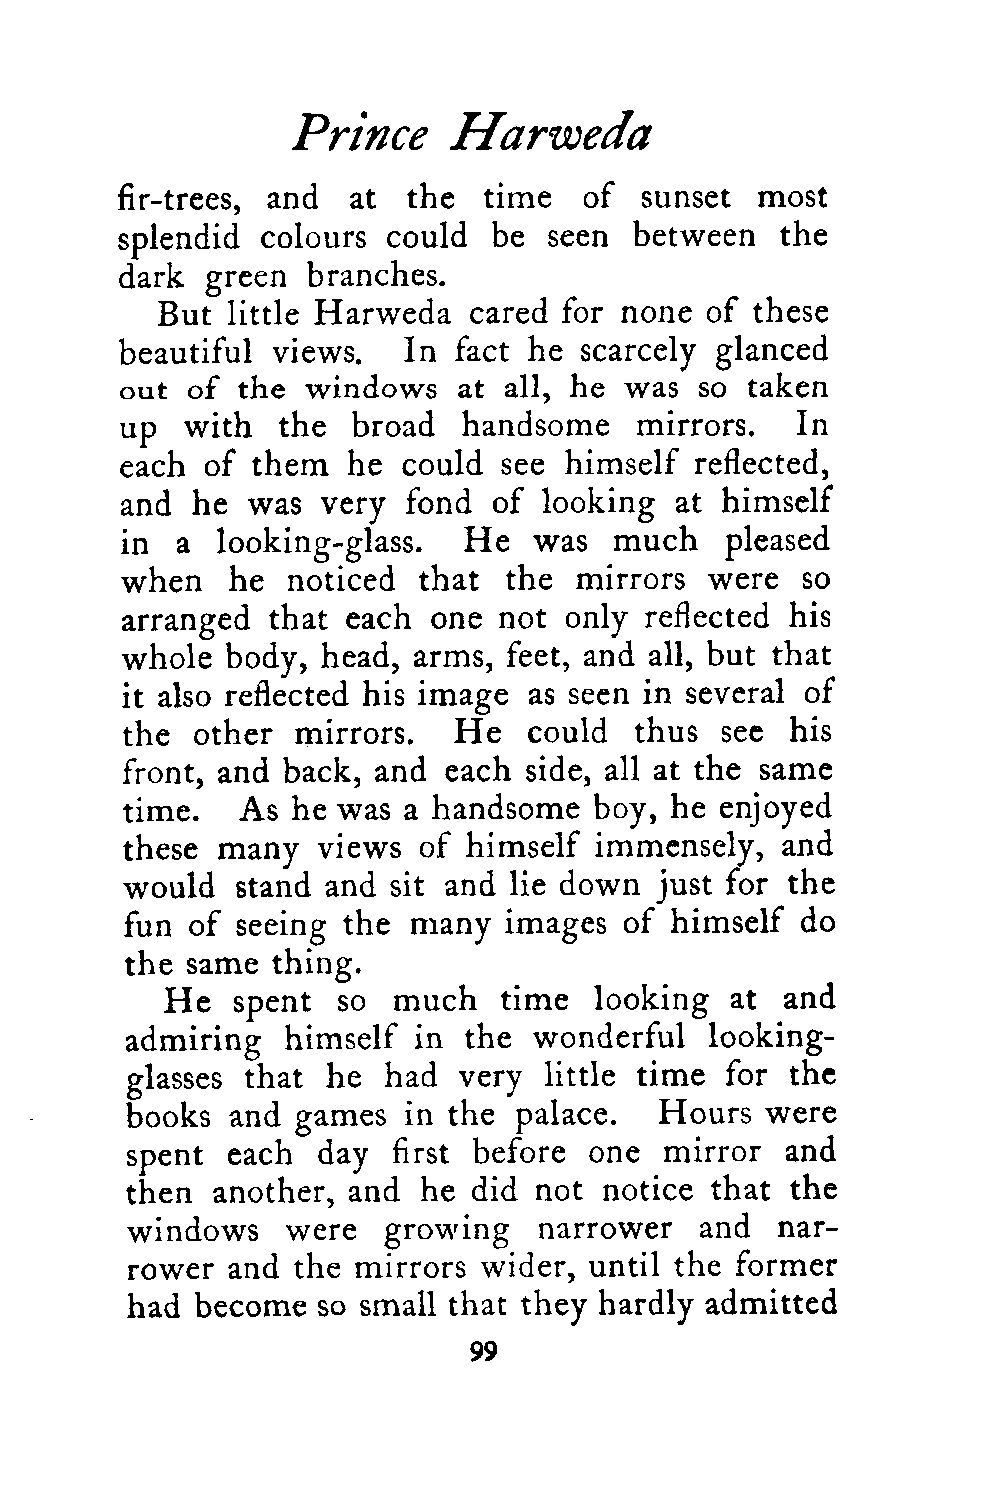 Prince Harweda
fir-trees, and at the time of sunset most
splendid colours could be seen between the
dark green branches.
But little Harweda cared for none of these
beautiful views. In fact he scarcely glanced
out of the windows at all, he was so taken
up with the broad handsome mirrors. In
each of them he could see himself reflected,
and he was very fond of looking at himself
in a looking-glass. He was much pleased
when he noticed that the mirrors were so
arranged that each one not only reflected his
whole body, head, arms, feet, and all, but that
it also reflected his image as seen in several of
the other mirrors. He could thus see his
front, and back, and each side, all at the same
time. As he was a handsome boy, he enjoyed
these many views of himself immensely, and
would stand and sit and lie down just for the
fun of seeing the many images of himself do
the same thing.
He spent so much time looking at and
admiring himself in the wonderful looking-
glasses that he had very little time for the
books and games in the palace. Hours were
spent each day first before one mirror and
then another, and he did not notice that the
windows were growing narrower and nar-
rower and the mirrors wider, until the former
had become so small that they hardly admitted
99